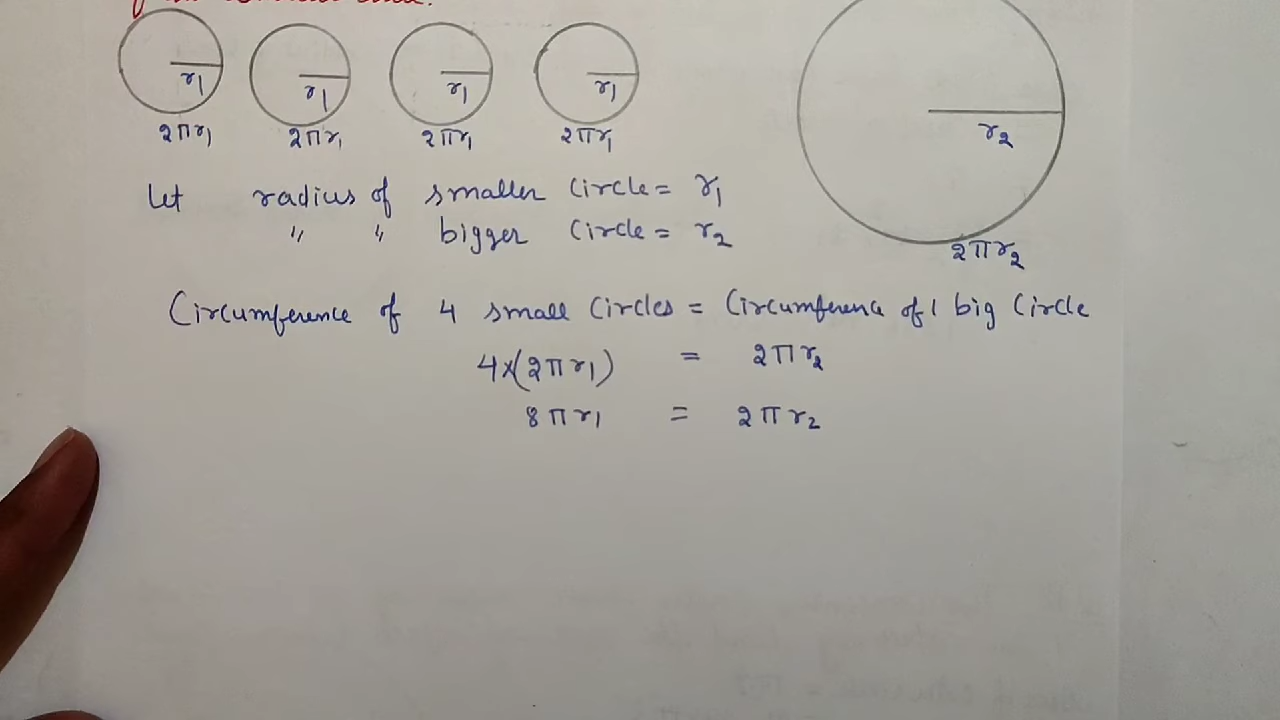 r₁ r₁ r₁ r₁ r₂
2πr₁ 2πr₁ 2πr₁ 2πr₁
let radius of smaller Circle = r₁
〃 〃 bigger Circle = r₂
2πr₂
Circumference of 4 small Circles = Circumference of 1 big Circle
4×(2πr₁) = 2πr₂
8πr₁ = 2πr₂